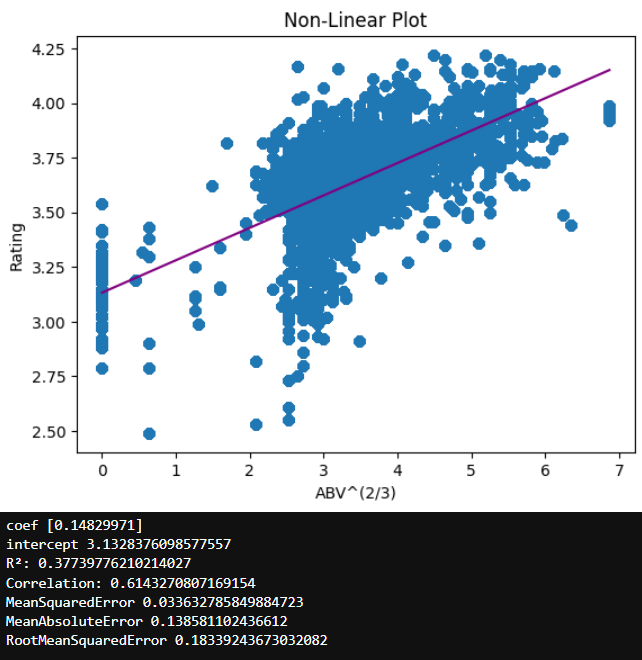 Non-Linear Plot
4.25
4.00
3.75
3.50
3.25
3.00
2.75
2.50
Rating
0 1 2 3 4 5 6 7
ABV^(2/3)
coef [0.14829971]
intercept 3.1328376098577557
R²: 0.37739776210214027
Correlation: 0.6143270807169154
MeanSquaredError 0.033632785849884723
MeanAbsoluteError 0.138581102436612
RootMeanSquaredError 0.18339243673032082